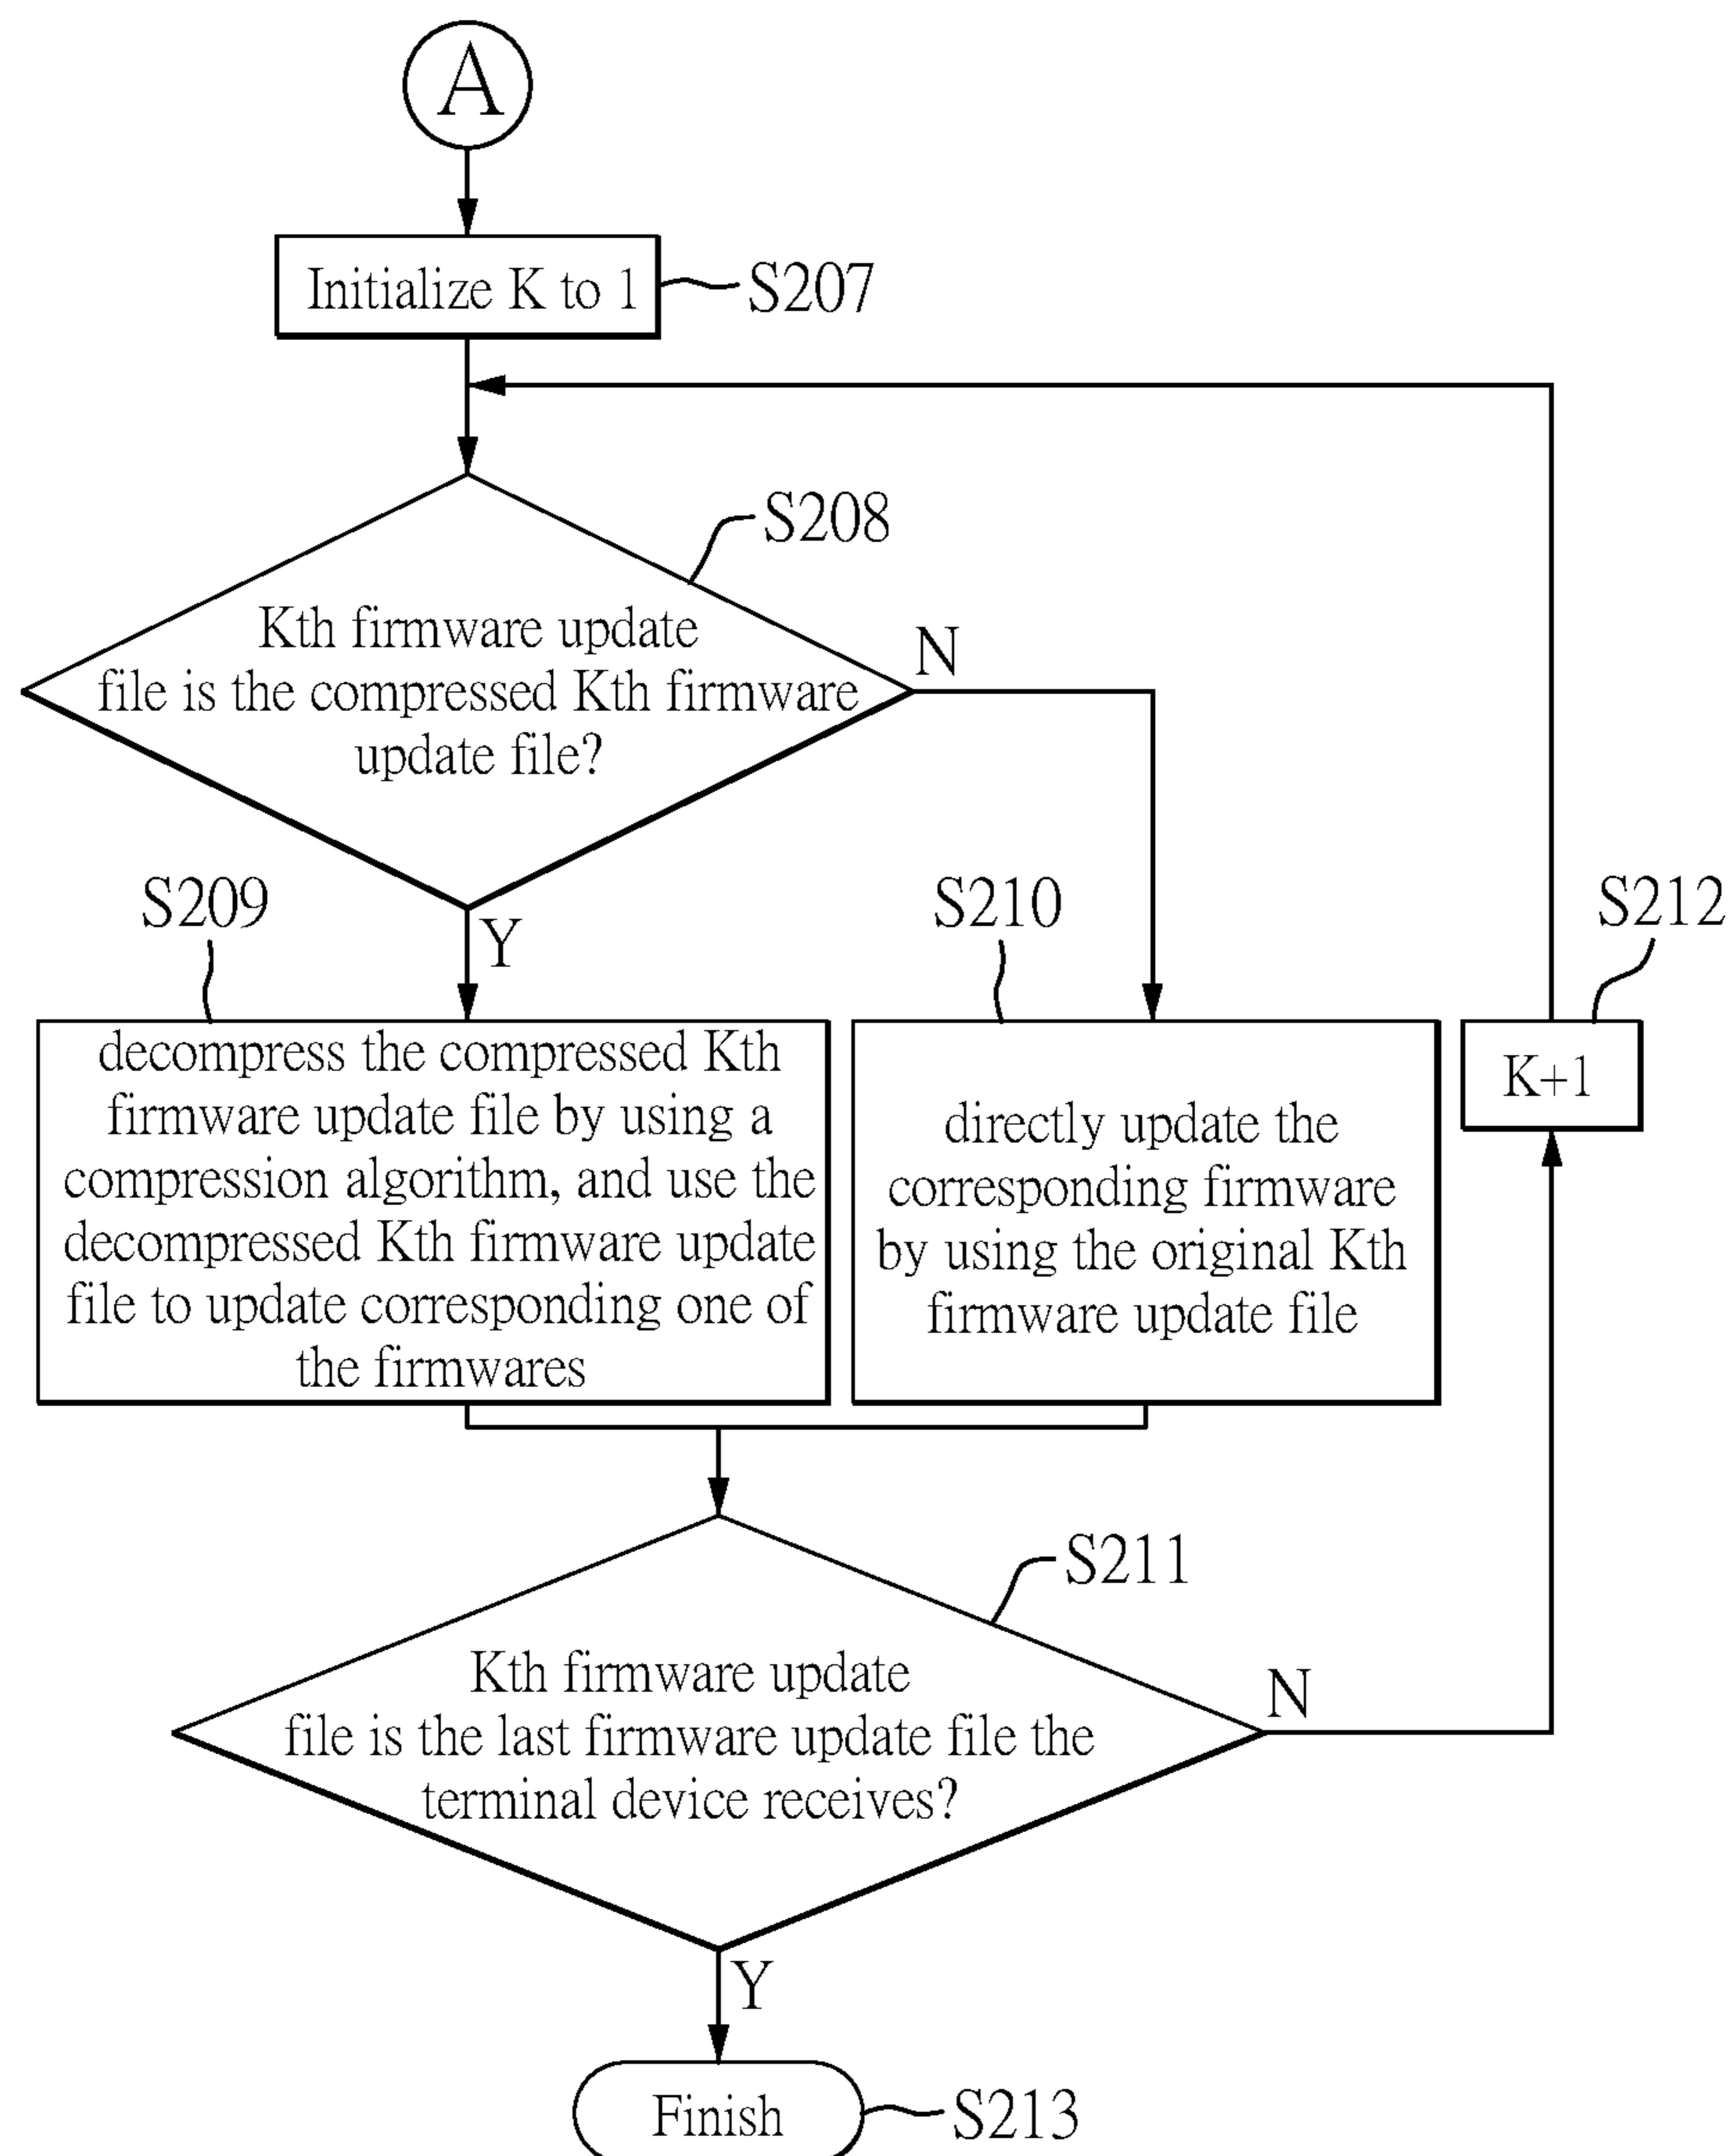 A
Initialize K to 1
S207
S208
Kth firmware update
file is the compressed Kth firmware
update file?
N
Y
S209
decompress the compressed Kth
firmware update file by using a
compression algorithm, and use the
decompressed Kth firmware update
file to update corresponding one of
the firmwares
S210
directly update the
corresponding firmware
by using the original Kth
firmware update file
S212
K+1
S211
Kth firmware update
file is the last firmware update file the
terminal device receives?
N
Y
Finish
S213